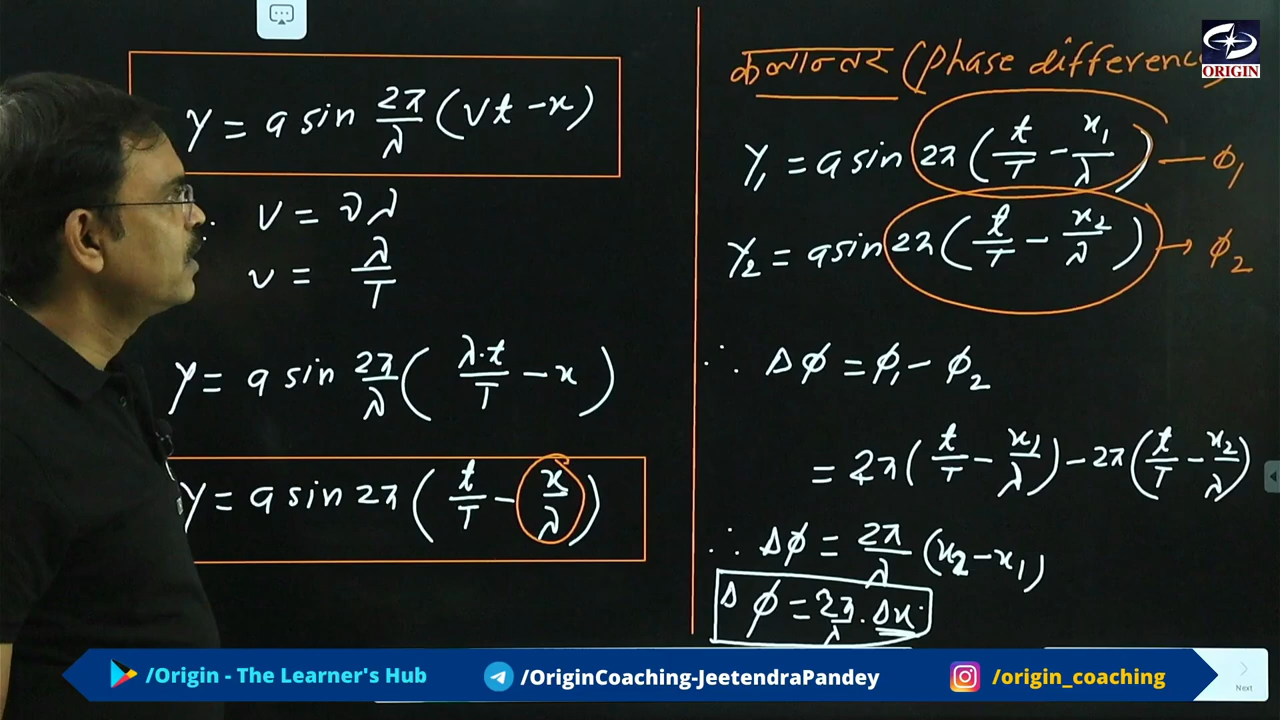 y = a sin 2π/λ (vt − x)
∵ v = νλ
v = λ/T
y = a sin 2π/λ (λ·t/T − x)
y = a sin 2π (t/T − x/λ)
कलान्तर (Phase difference
ORIGIN
y₁ = a sin 2π (t/T − x₁/λ) — ϕ₁
y₂ = a sin 2π (t/T − x₂/λ) → ϕ₂
∴ Δϕ = ϕ₁ − ϕ₂
= 2π (t/T − x₁/λ) − 2π (t/T − x₂/λ)
∴ Δϕ = 2π/λ (x₂ − x₁)
Δϕ = 2π/λ · Δx
/Origin - The Learner's Hub
/OriginCoaching-JeetendraPandey
/origin_coaching
Next